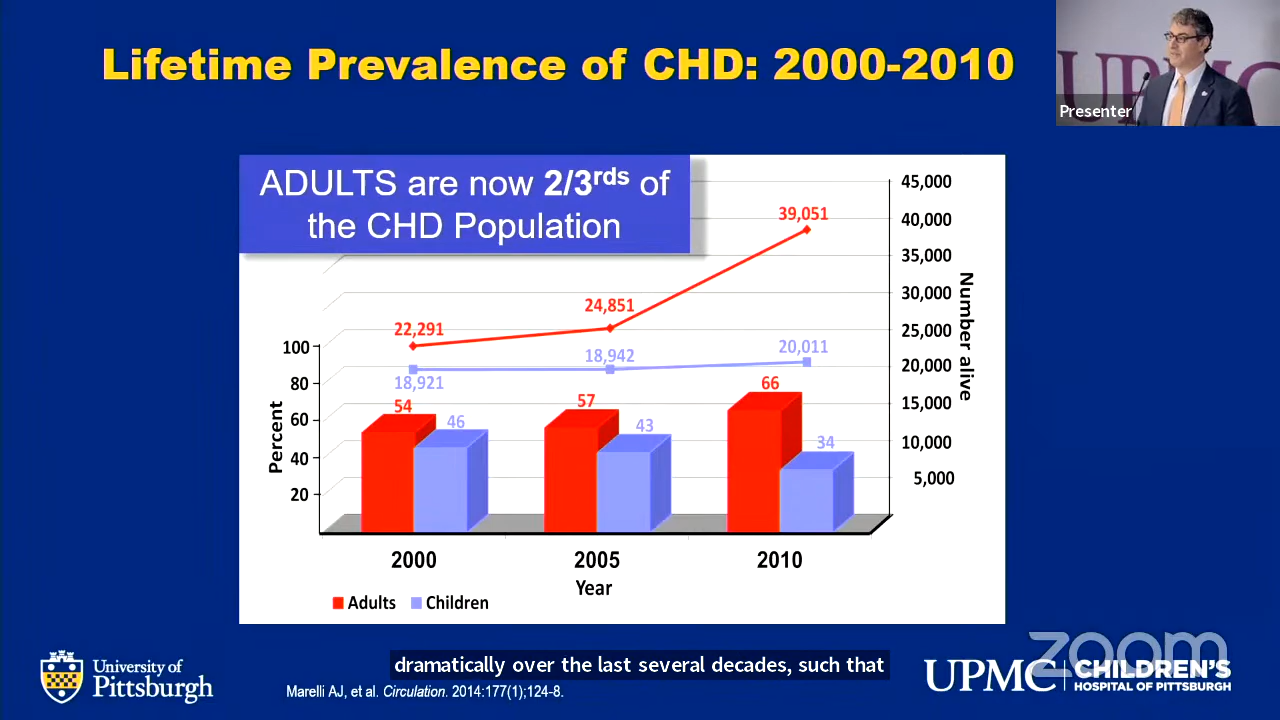 Lifetime Prevalence of CHD: 2000-2010
UPMC
Presenter
ADULTS are now 2/3rds of
the CHD Population
45,000
40,000
35,000
30,000
25,000
20,000
15,000
10,000
5,000
Number alive
39,051
24,851
22,291
20,011
18,942
18,921
100
80
60
40
20
Percent
54
46
57
43
66
34
2000
2005
2010
Year
Adults
Children
dramatically over the last several decades, such that
University of
Pittsburgh
Marelli AJ, et al. Circulation. 2014:177(1);124-8.
zoom
UPMC
CHILDREN'S
HOSPITAL OF PITTSBURGH